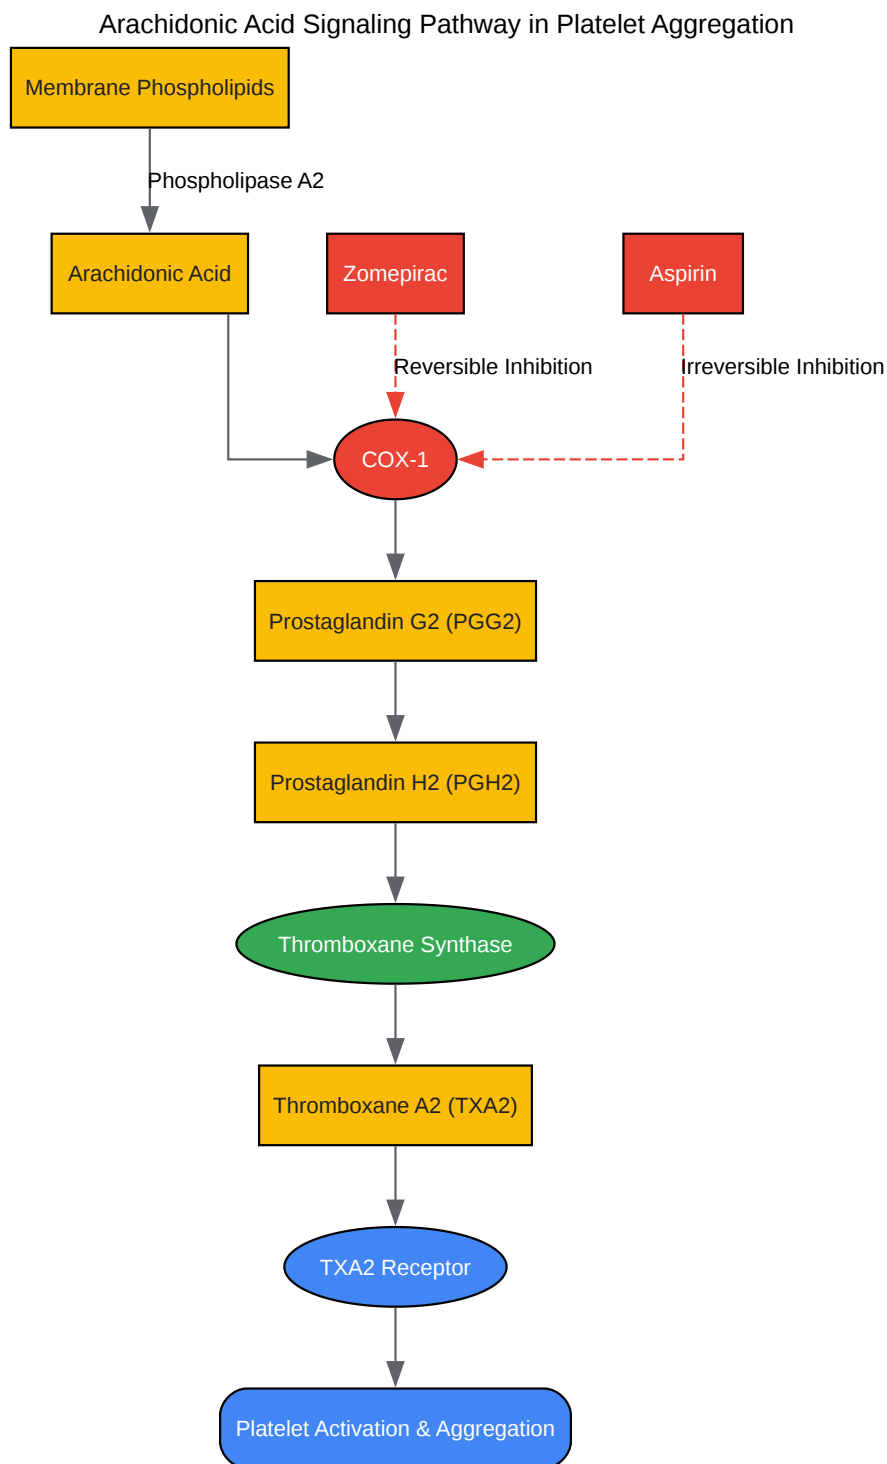 Arachidonic Acid Signaling Pathway in Platelet Aggregation
Membrane Phospholipids
Phospholipase A2
Arachidonic Acid
Zomepirac
Aspirin
Reversible Inhibition
Irreversible Inhibition
COX-1
Prostaglandin G2 (PGG2)
Prostaglandin H2 (PGH2)
Thromboxane Synthase
Thromboxane A2 (TXA2)
TXA2 Receptor
Platelet Activation & Aggregation